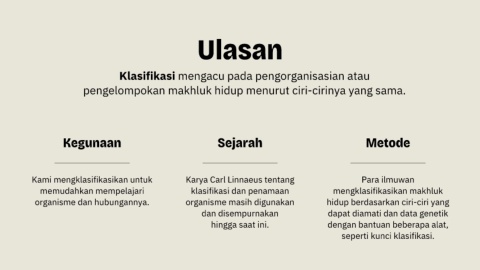 Ulasan
Klasifikasi mengacu pada pengorganisasian atau
pengelompokan makhluk hidup menurut ciri-cirinya yang sama.
Kegunaan
Kami mengklasifikasikan untuk
memudahkan mempelajari
organisme dan hubungannya.
Sejarah
Karya Carl Linnaeus tentang
klasifikasi dan penamaan
organisme masih digunakan
dan disempurnakan
hingga saat ini.
Metode
Para ilmuwan
mengklasifikasikan makhluk
hidup berdasarkan ciri-ciri yang
dapat diamati dan data genetik
dengan bantuan beberapa alat,
seperti kunci klasifikasi.